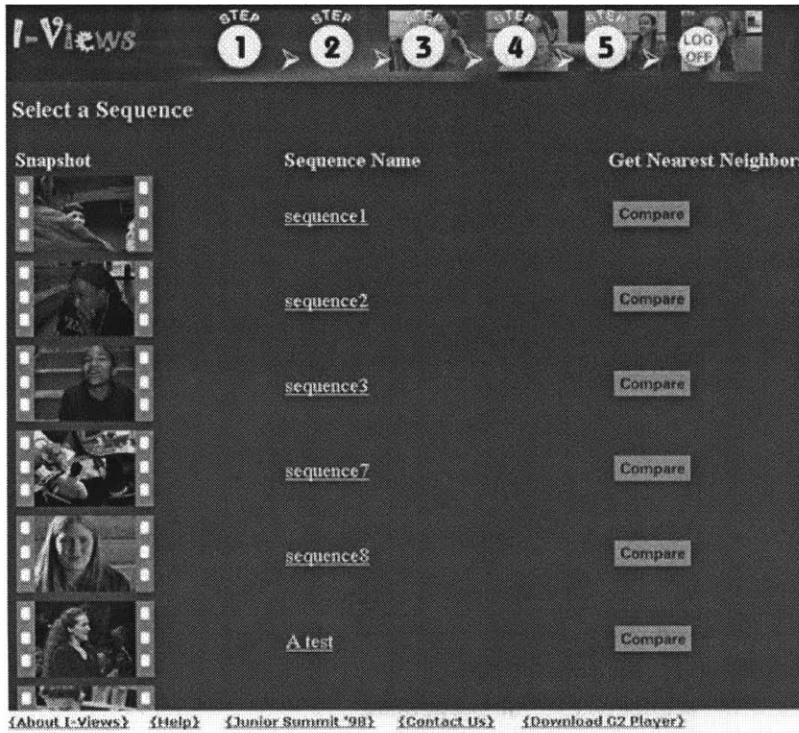 I-Views STEP 1 STEP 2 STEP 3 STEP 4 STEP 5 LOG OFF
Select a Sequence
Snapshot Sequence Name Get Nearest Neighbors
sequence1 Compare
sequence2 Compare
sequence3 Compare
sequence7 Compare
sequence8 Compare
A test Compare
{About I-Views} {Help} {Junior Summit '98} {Contact Us} {Download G2 Player}